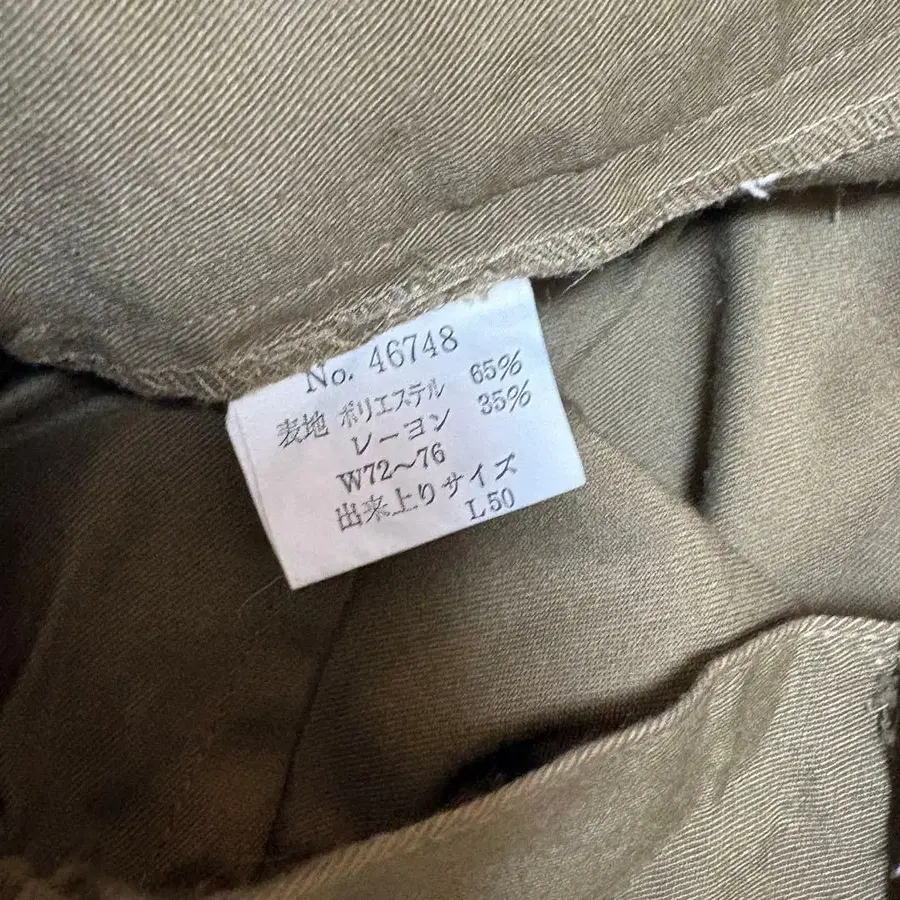 No. 46748
表地 ポリエステル 65%
レーヨン 35%
W72～76
出来上りサイズ
L50